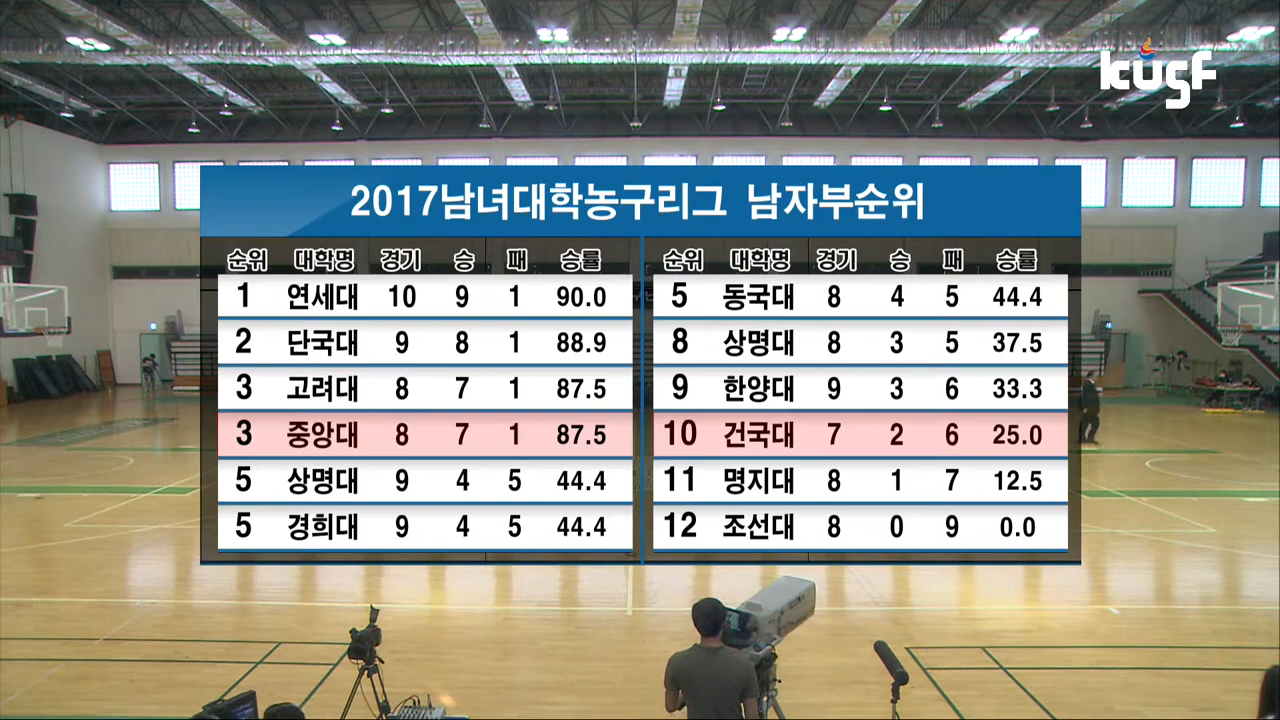 kusf
2017남녀대학농구리그 남자부순위
순위 대학명 경기 승 패 승률
1 연세대 10 9 1 90.0
2 단국대 9 8 1 88.9
3 고려대 8 7 1 87.5
3 중앙대 8 7 1 87.5
5 상명대 9 4 5 44.4
5 경희대 9 4 5 44.4
순위 대학명 경기 승 패 승률
5 동국대 8 4 5 44.4
8 상명대 8 3 5 37.5
9 한양대 9 3 6 33.3
10 건국대 7 2 6 25.0
11 명지대 8 1 7 12.5
12 조선대 8 0 9 0.0